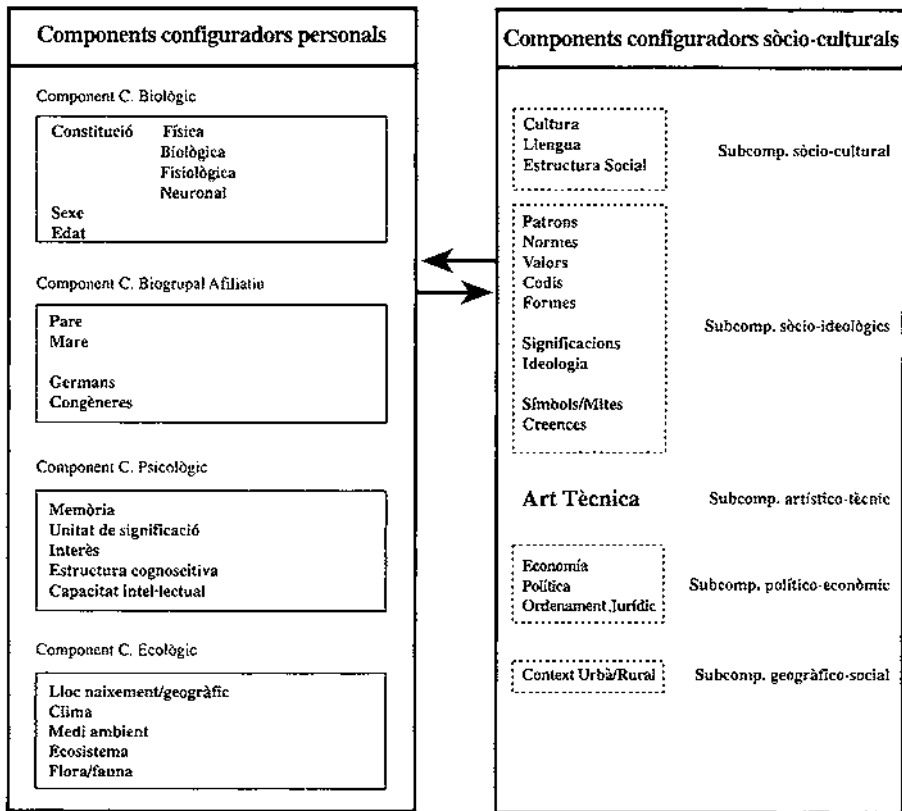 Components configuradors personals
Component C. Biològic
Constitució Física
Biològica
Fisiològica
Neuronal
Sexe
Edat
Component C. Biogrupal Afiliatiu
Pare
Mare
Germans
Congèneres
Component C. Psicològic
Memòria
Unitat de significació
Interès
Estructura cognoscitiva
Capacitat intel·lectual
Component C. Ecològic
Lloc naixement/geogràfic
Clima
Medi ambient
Ecosistema
Flora/fauna
Components configuradors sòcio-culturals
Cultura
Llengua
Estructura Social
Subcomp. sòcio-cultural
Patrons
Normes
Valors
Codis
Formes
Significacions
Ideologia
Símbols/Mites
Creences
Subcomp. sòcio-ideològics
Art Tècnica
Subcomp. artístico-tècnic
Economía
Política
Ordenament Jurídic
Subcomp. político-econòmic
Context Urbà/Rural
Subcomp. geogràfico-social